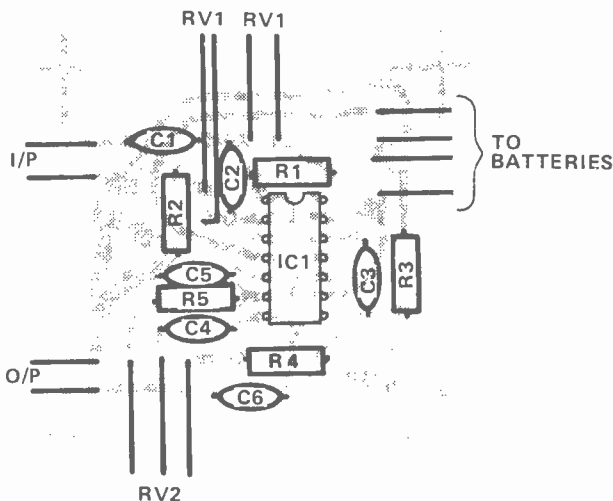 RV1 RV1
C1
I/P
TO
BATTERIES
C2
R1
R2
IC1
C3
R3
C5
R5
C4
R4
O/P
C6
RV2